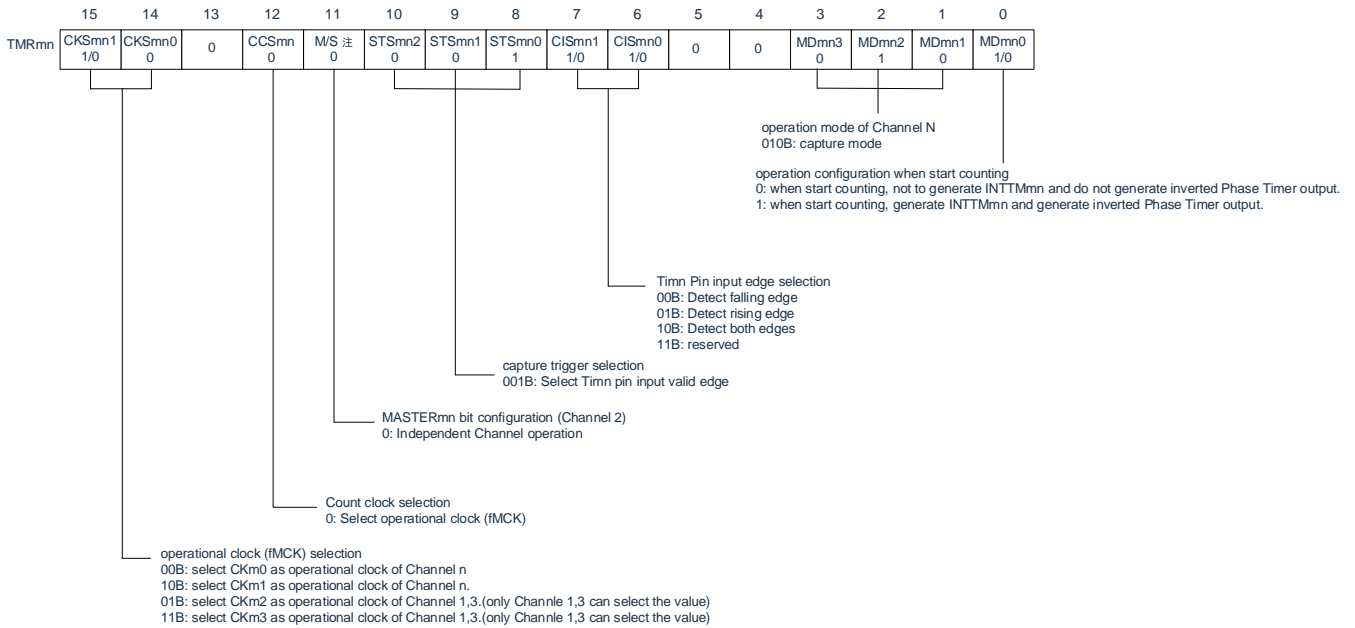 15 14 13 12 11 10 9 8 7 6 5 4 3 2 1 0
TMRmn CKSmn1 CKSmn0 0 CCSmn M/S 注 STSmn2 STSmn1 STSmn0 CISmn1 CISmn0 0 0 MDmn3 MDmn2 MDmn1 MDmn0
1/0 0 0 0 0 0 1 1/0 1/0 0 1 0 1/0
operation mode of Channel N
010B: capture mode
operation configuration when start counting
0: when start counting, not to generate INTTMmn and do not generate inverted Phase Timer output.
1: when start counting, generate INTTMmn and generate inverted Phase Timer output.
Timn Pin input edge selection
00B: Detect falling edge
01B: Detect rising edge
10B: Detect both edges
11B: reserved
capture trigger selection
001B: Select Timn pin input valid edge
MASTERmn bit configuration (Channel 2)
0: Independent Channel operation
Count clock selection
0: Select operational clock (fMCK)
operational clock (fMCK) selection
00B: select CKm0 as operational clock of Channel n
10B: select CKm1 as operational clock of Channel n.
01B: select CKm2 as operational clock of Channel 1,3.(only Channle 1,3 can select the value)
11B: select CKm3 as operational clock of Channel 1,3.(only Channle 1,3 can select the value)